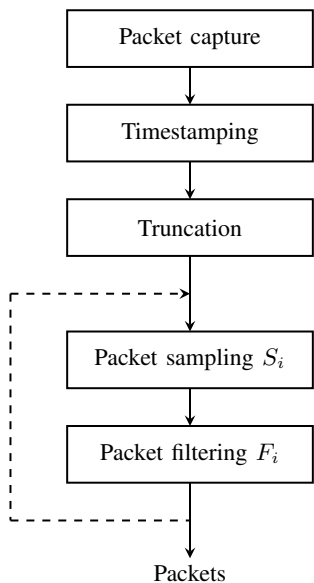 Packet capture
Timestamping
Truncation
Packet sampling $S_i$
Packet filtering $F_i$
Packets